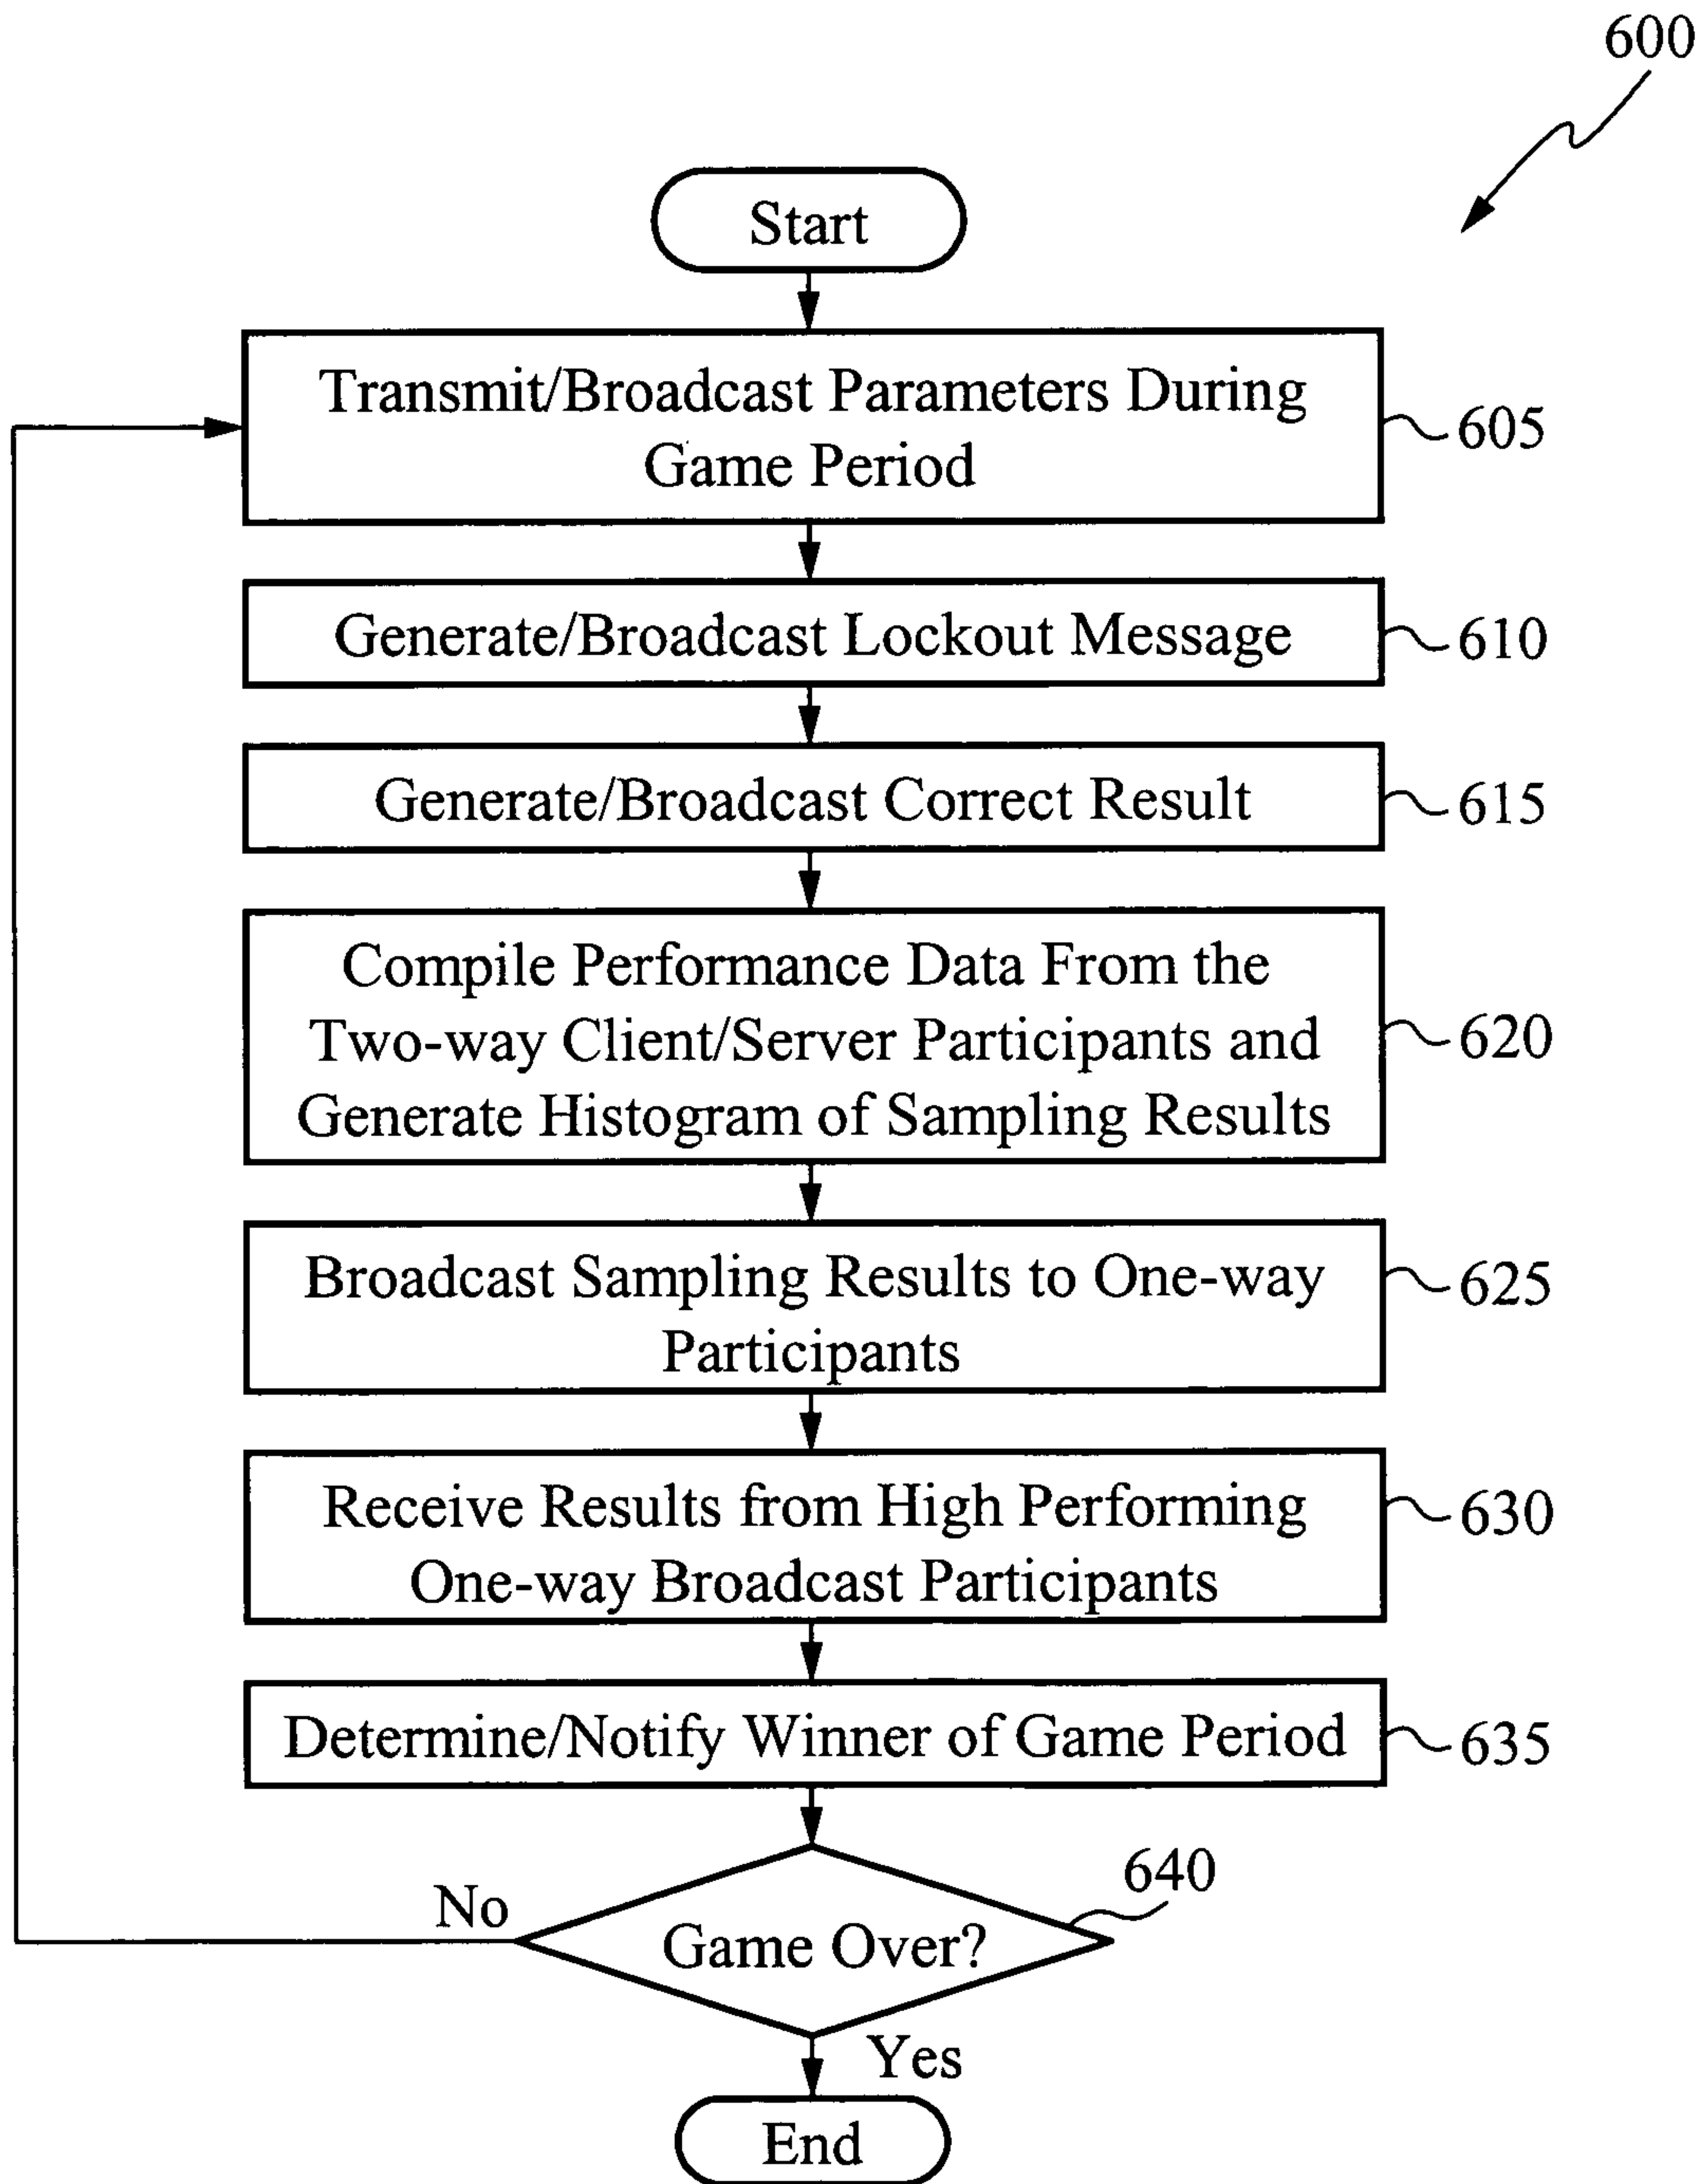 600
Start
Transmit/Broadcast Parameters During
Game Period
605
Generate/Broadcast Lockout Message
610
Generate/Broadcast Correct Result
615
Compile Performance Data From the
Two-way Client/Server Participants and
Generate Histogram of Sampling Results
620
Broadcast Sampling Results to One-way
Participants
625
Receive Results from High Performing
One-way Broadcast Participants
630
Determine/Notify Winner of Game Period
635
640
No
Game Over?
Yes
End